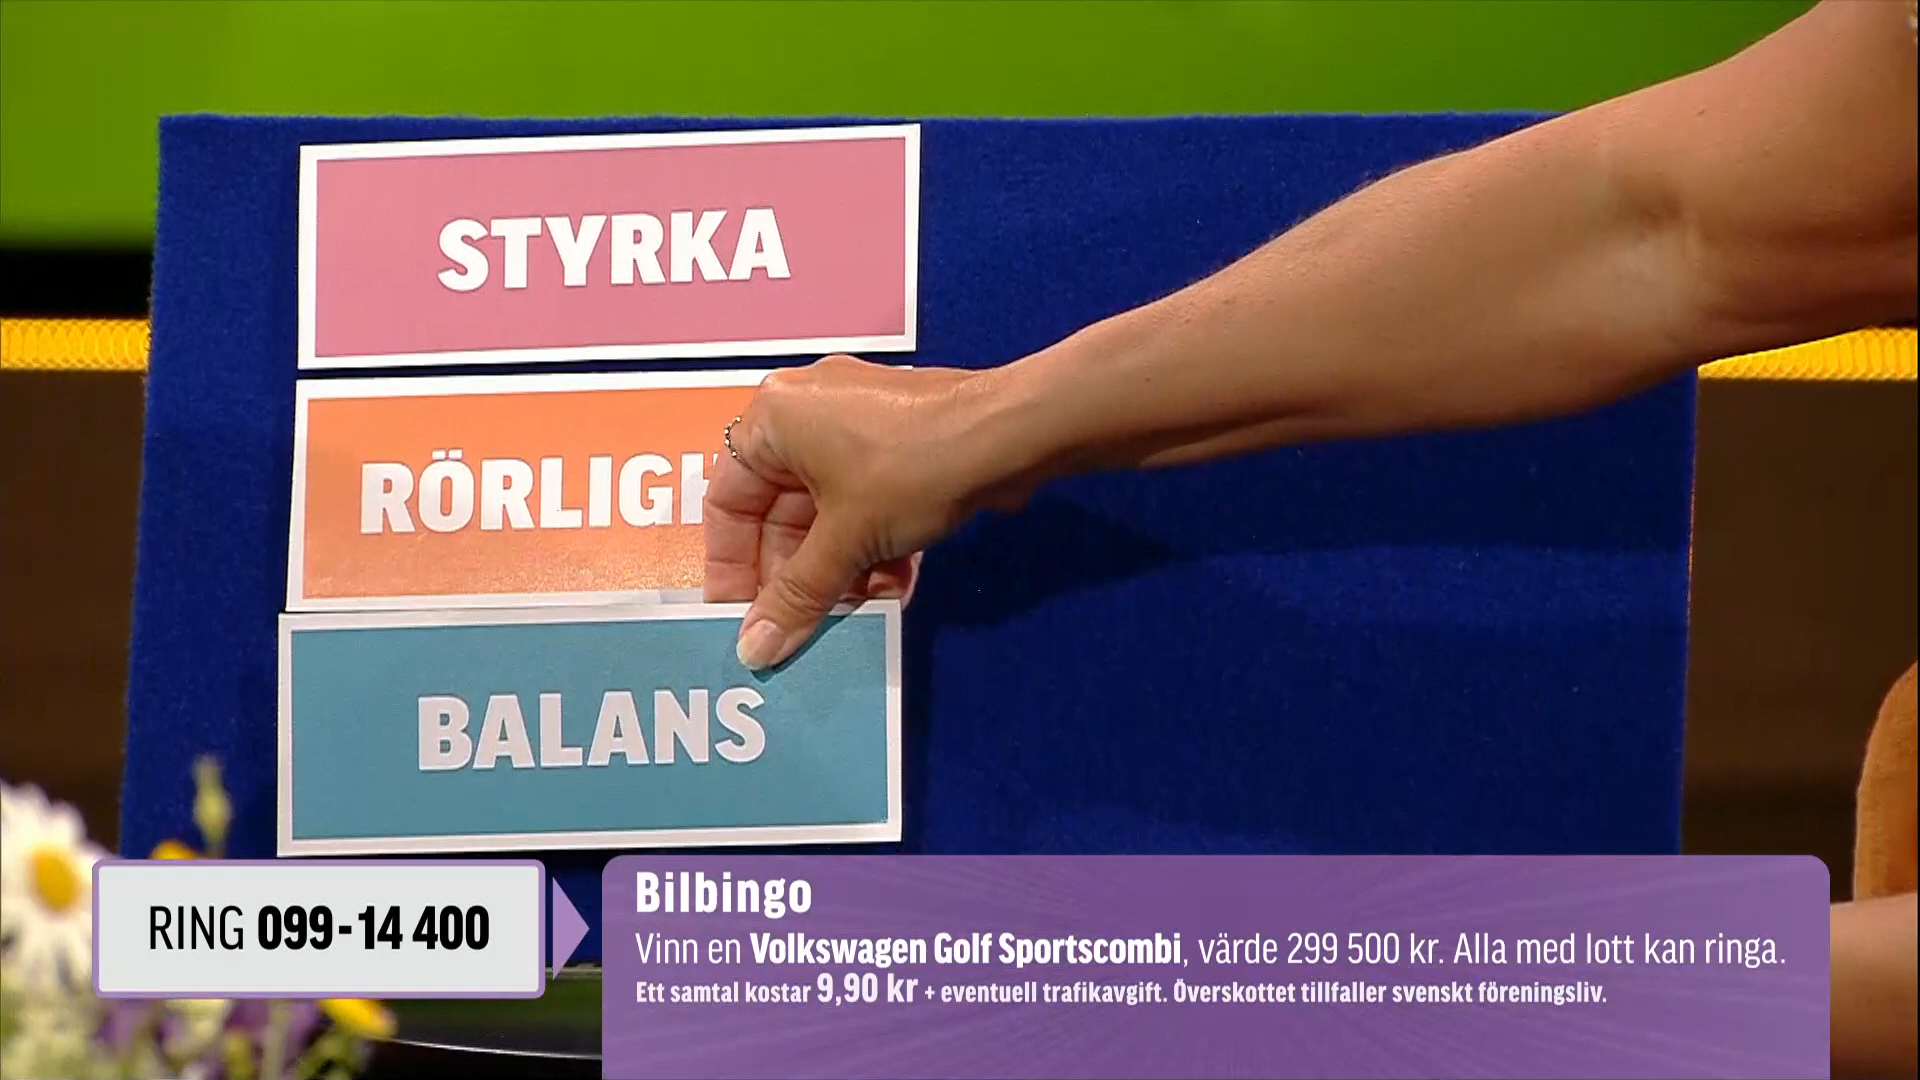 STYRKA
RÖRLIGH
BALANS
RING 099-14 400
Bilbingo
Vinn en Volkswagen Golf Sportscombi, värde 299 500 kr. Alla med lott kan ringa.
Ett samtal kostar 9,90 kr + eventuell trafikavgift. Överskottet tillfaller svenskt föreningsliv.